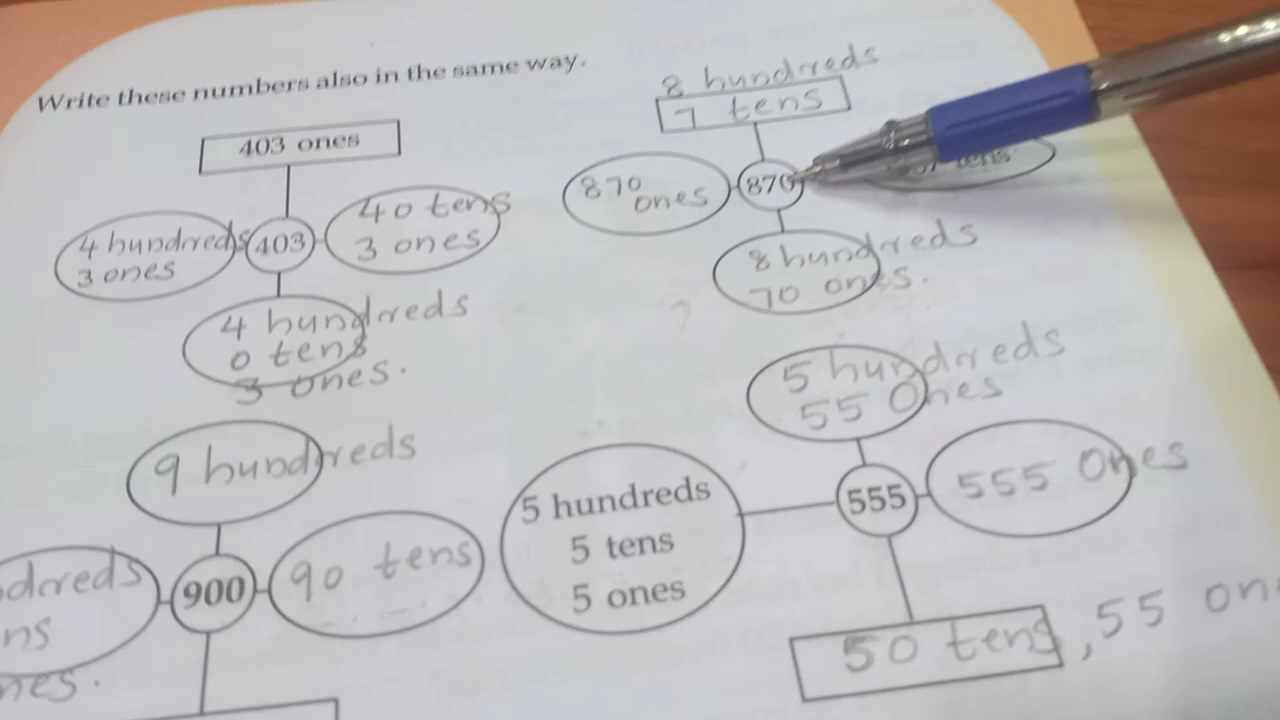 Write these numbers also in the same way.
403 ones
4 hundreds
3 ones
403
40 tens
3 ones
4 hundreds
0 tens
3 ones.
8 hundreds
7 tens
870
ones
870
tens
8 hundreds
70 ones.
9 hundreds
900
90 tens
5 hundreds
55 Ones
5 hundreds
5 tens
5 ones
555
555 Ones
50 tens, 55